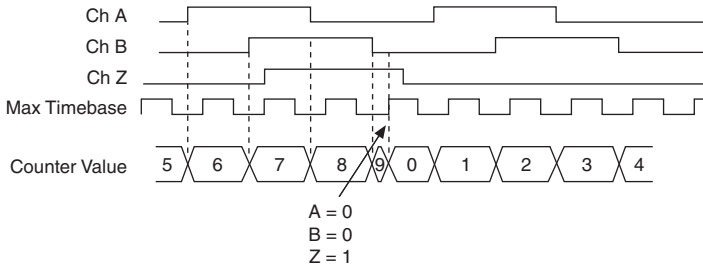 Ch A
Ch B
Ch Z
Max Timebase
Counter Value 5 6 7 8 9 0 1 2 3 4
A = 0
B = 0
Z = 1